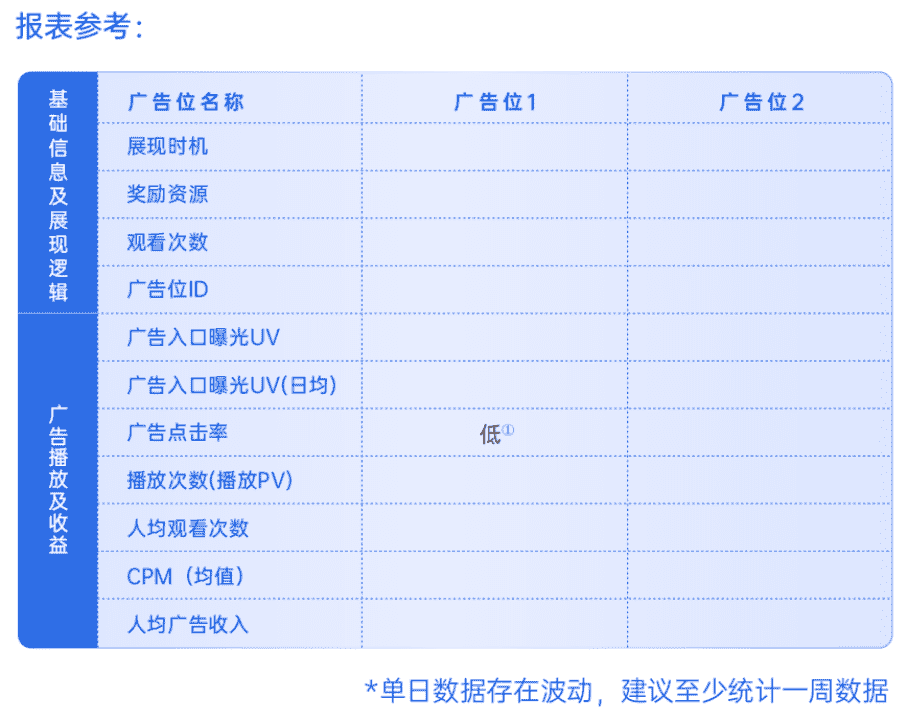 报表参考：
基础信息及展现逻辑
广告位名称 广告位1 广告位2
展现时机
奖励资源
观看次数
广告位ID
广告播放及收益
广告入口曝光UV
广告入口曝光UV(日均)
广告点击率 低①
播放次数(播放PV)
人均观看次数
CPM（均值）
人均广告收入
*单日数据存在波动，建议至少统计一周数据